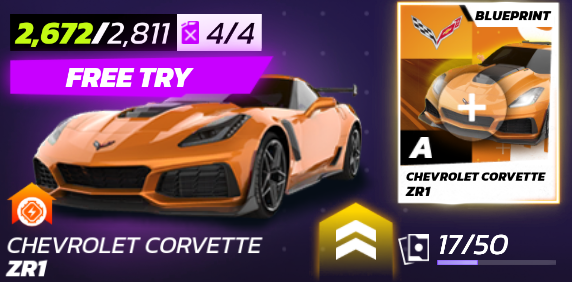 2,672/2,811 4/4
FREE TRY
CHEVROLET CORVETTE
ZR1
BLUEPRINT
A
CHEVROLET CORVETTE
ZR1
17/50